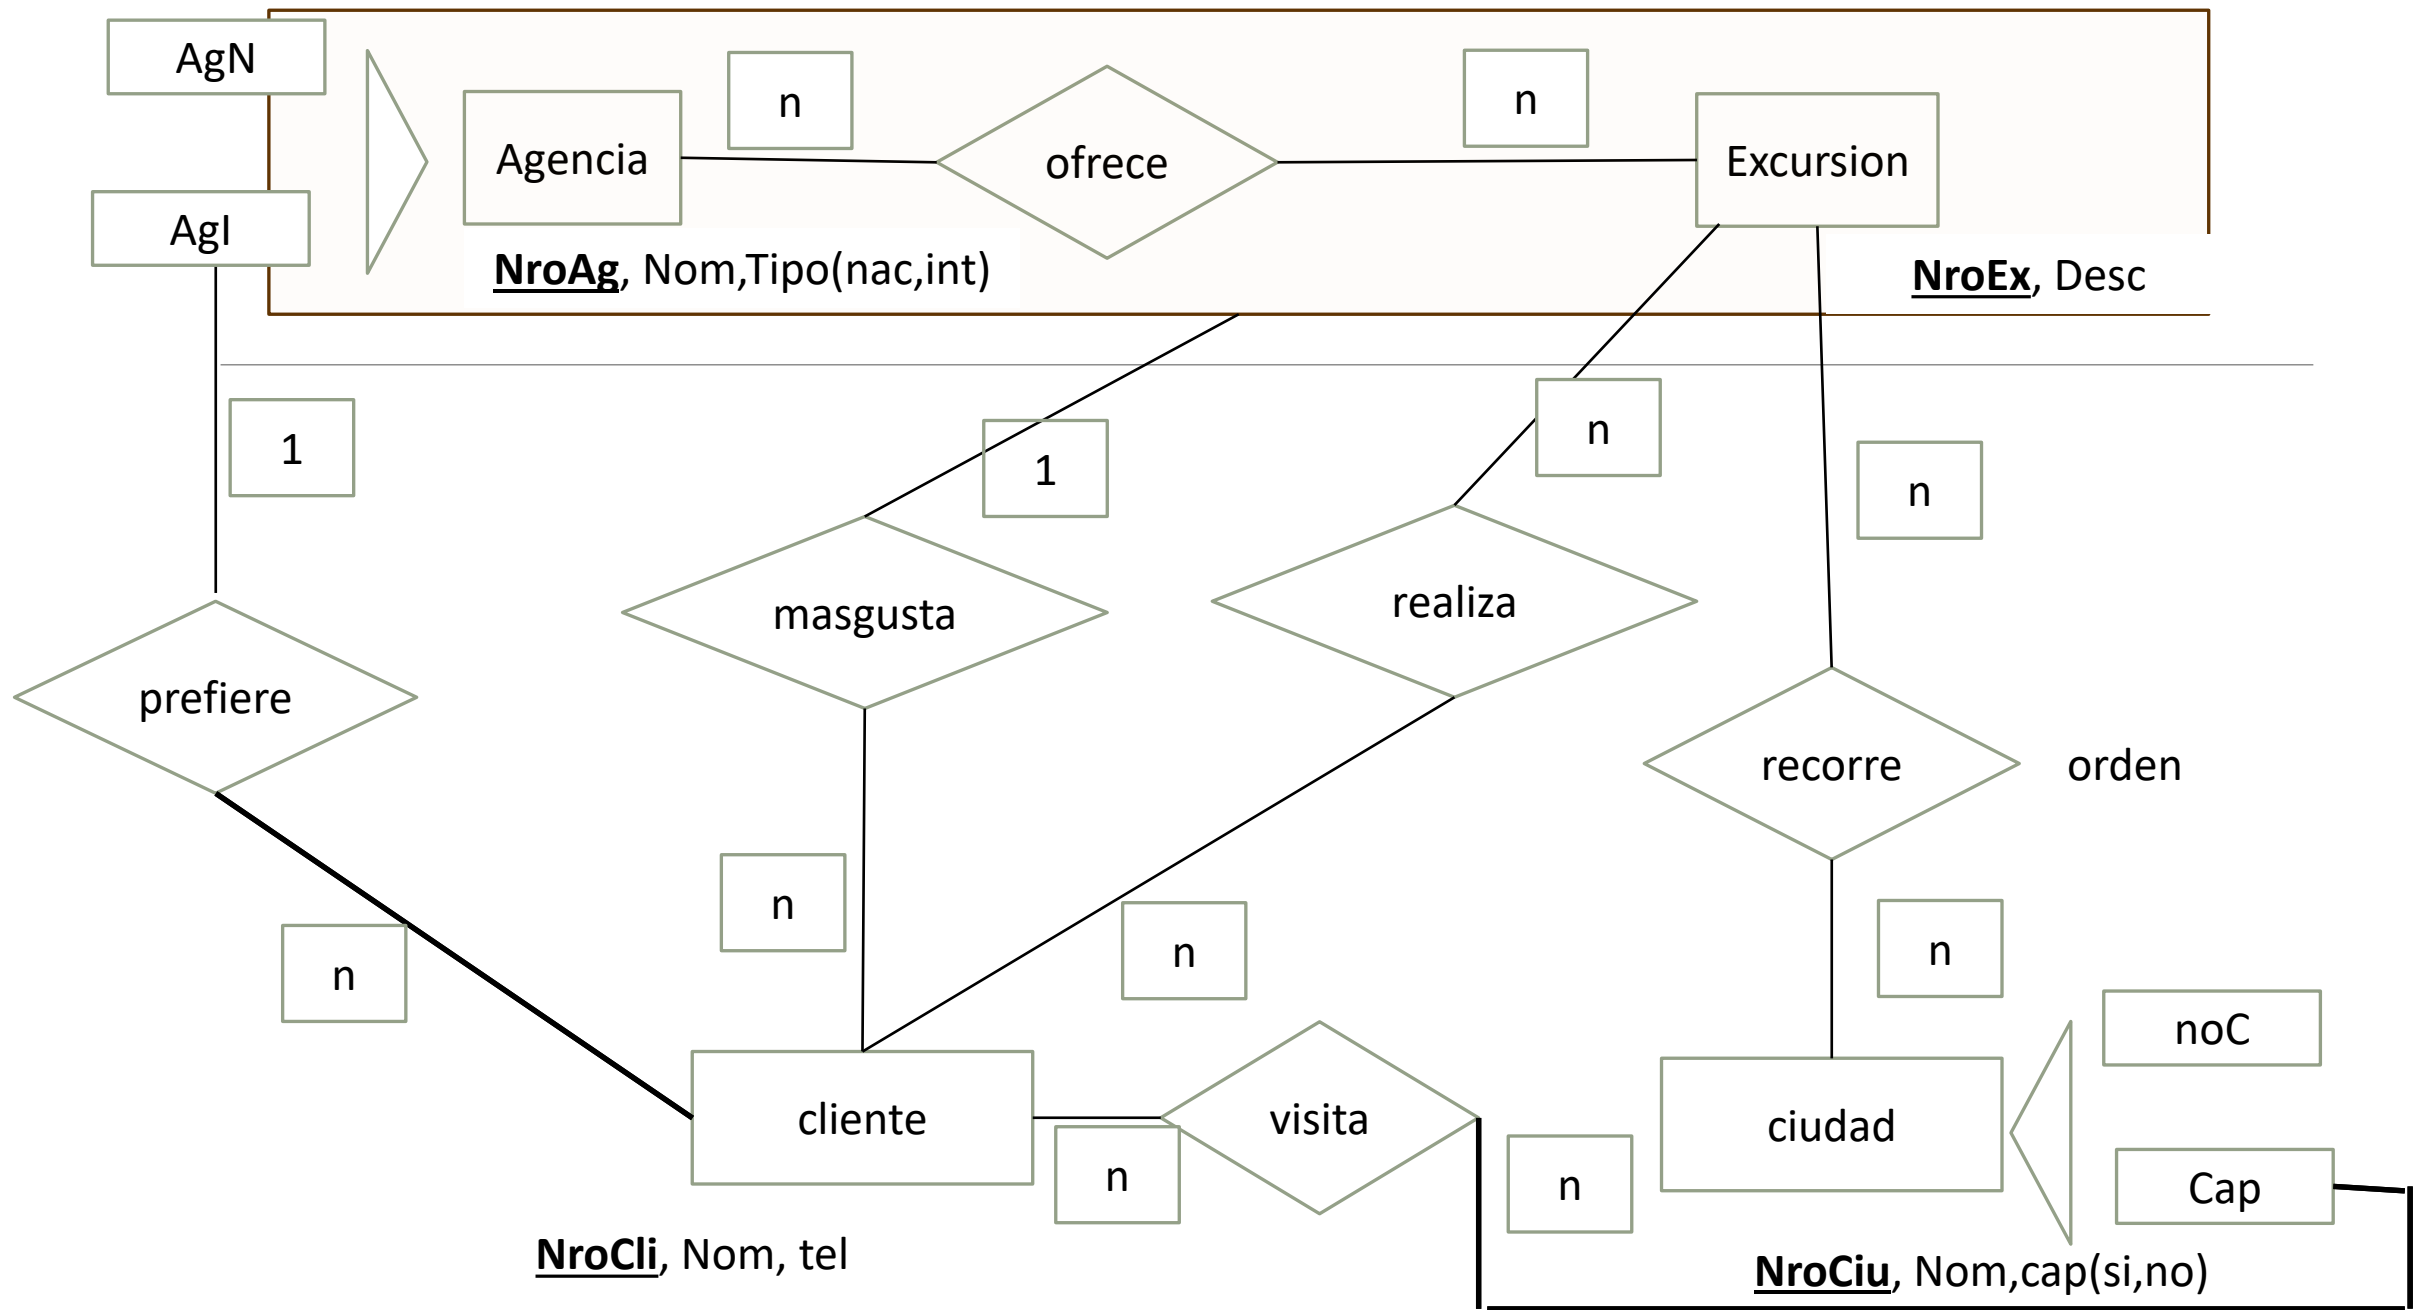 AgN
n
n
Agencia
ofrece
Excursion
AgI
NroAg, Nom,Tipo(nac,int)
NroEx, Desc
1
1
n
n
masgusta
realiza
prefiere
recorre
orden
n
n
n
n
noC
cliente
visita
ciudad
n
n
Cap
NroCli, Nom, tel
NroCiu, Nom,cap(si,no)